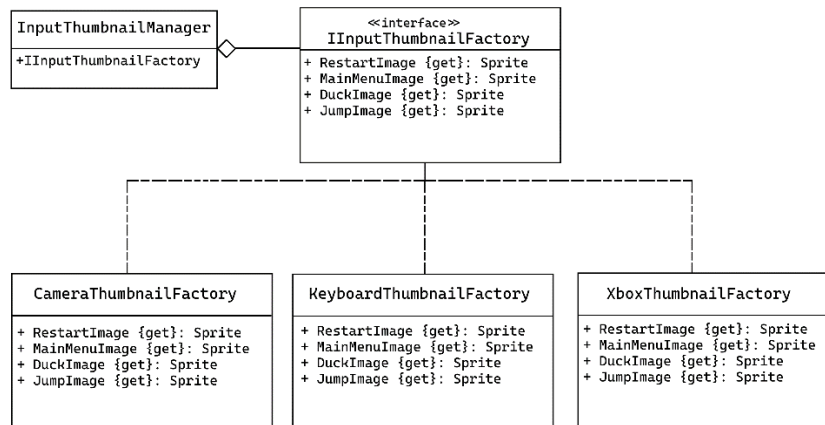 InputThumbnailManager
+IInputThumbnailFactory
<<interface>>
IInputThumbnailFactory
+ RestartImage {get}: Sprite
+ MainMenuImage {get}: Sprite
+ DuckImage {get}: Sprite
+ JumpImage {get}: Sprite
CameraThumbnailFactory
+ RestartImage {get}: Sprite
+ MainMenuImage {get}: Sprite
+ DuckImage {get}: Sprite
+ JumpImage {get}: Sprite
KeyboardThumbnailFactory
+ RestartImage {get}: Sprite
+ MainMenuImage {get}: Sprite
+ DuckImage {get}: Sprite
+ JumpImage {get}: Sprite
XboxThumbnailFactory
+ RestartImage {get}: Sprite
+ MainMenuImage {get}: Sprite
+ DuckImage {get}: Sprite
+ JumpImage {get}: Sprite